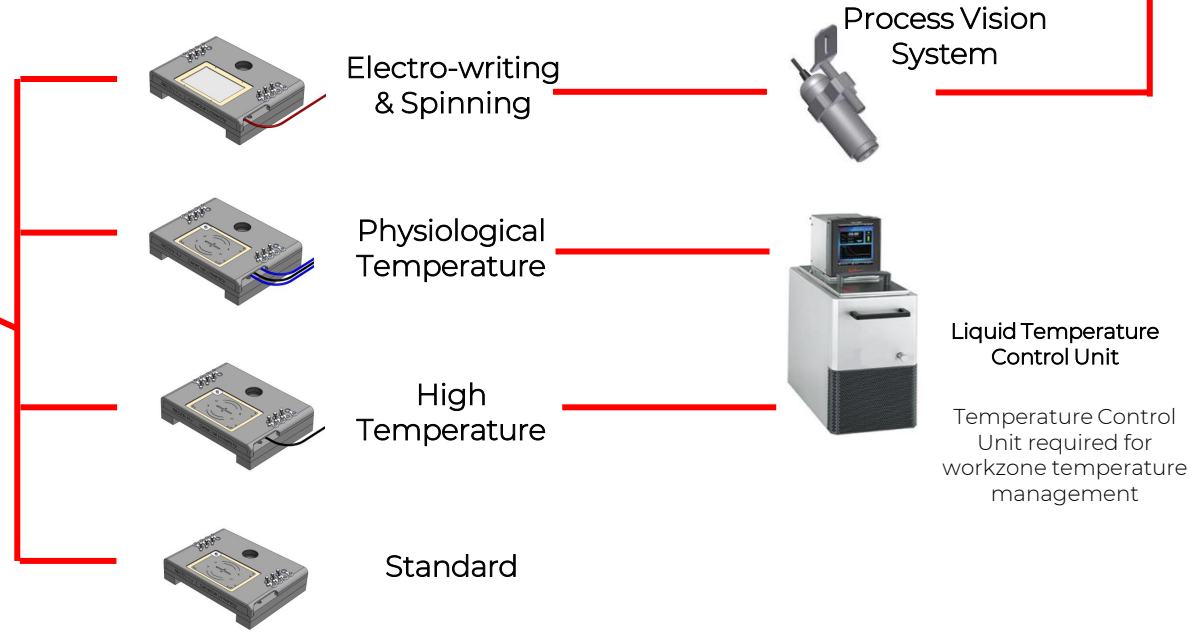 Process Vision
System
Electro-writing
& Spinning
Physiological
Temperature
Liquid Temperature
Control Unit
High
Temperature
Temperature Control
Unit required for
workzone temperature
management
Standard